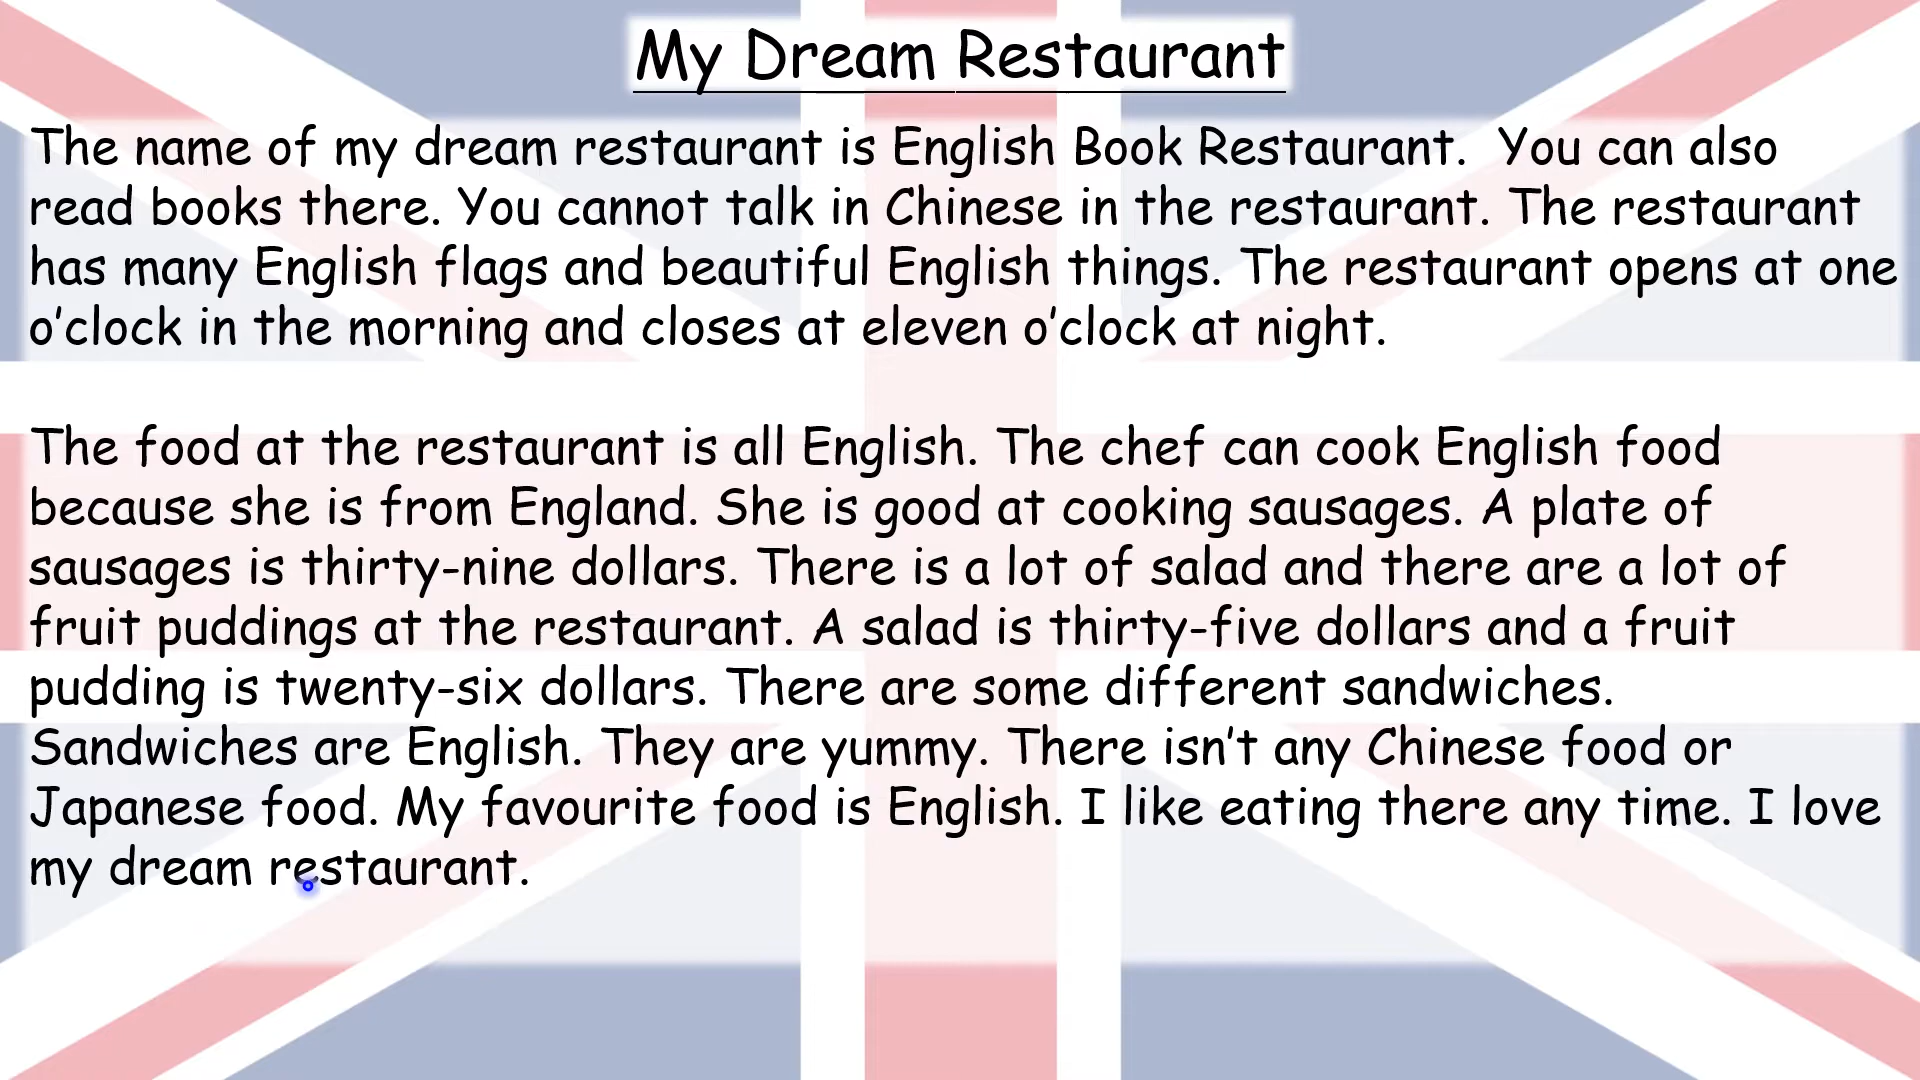 My Dream Restaurant
The name of my dream restaurant is English Book Restaurant.  You can also
read books there. You cannot talk in Chinese in the restaurant. The restaurant
has many English flags and beautiful English things. The restaurant opens at one
o’clock in the morning and closes at eleven o’clock at night.
The food at the restaurant is all English. The chef can cook English food
because she is from England. She is good at cooking sausages. A plate of
sausages is thirty-nine dollars. There is a lot of salad and there are a lot of
fruit puddings at the restaurant. A salad is thirty-five dollars and a fruit
pudding is twenty-six dollars. There are some different sandwiches.
Sandwiches are English. They are yummy. There isn’t any Chinese food or
Japanese food. My favourite food is English. I like eating there any time. I love
my dream restaurant.